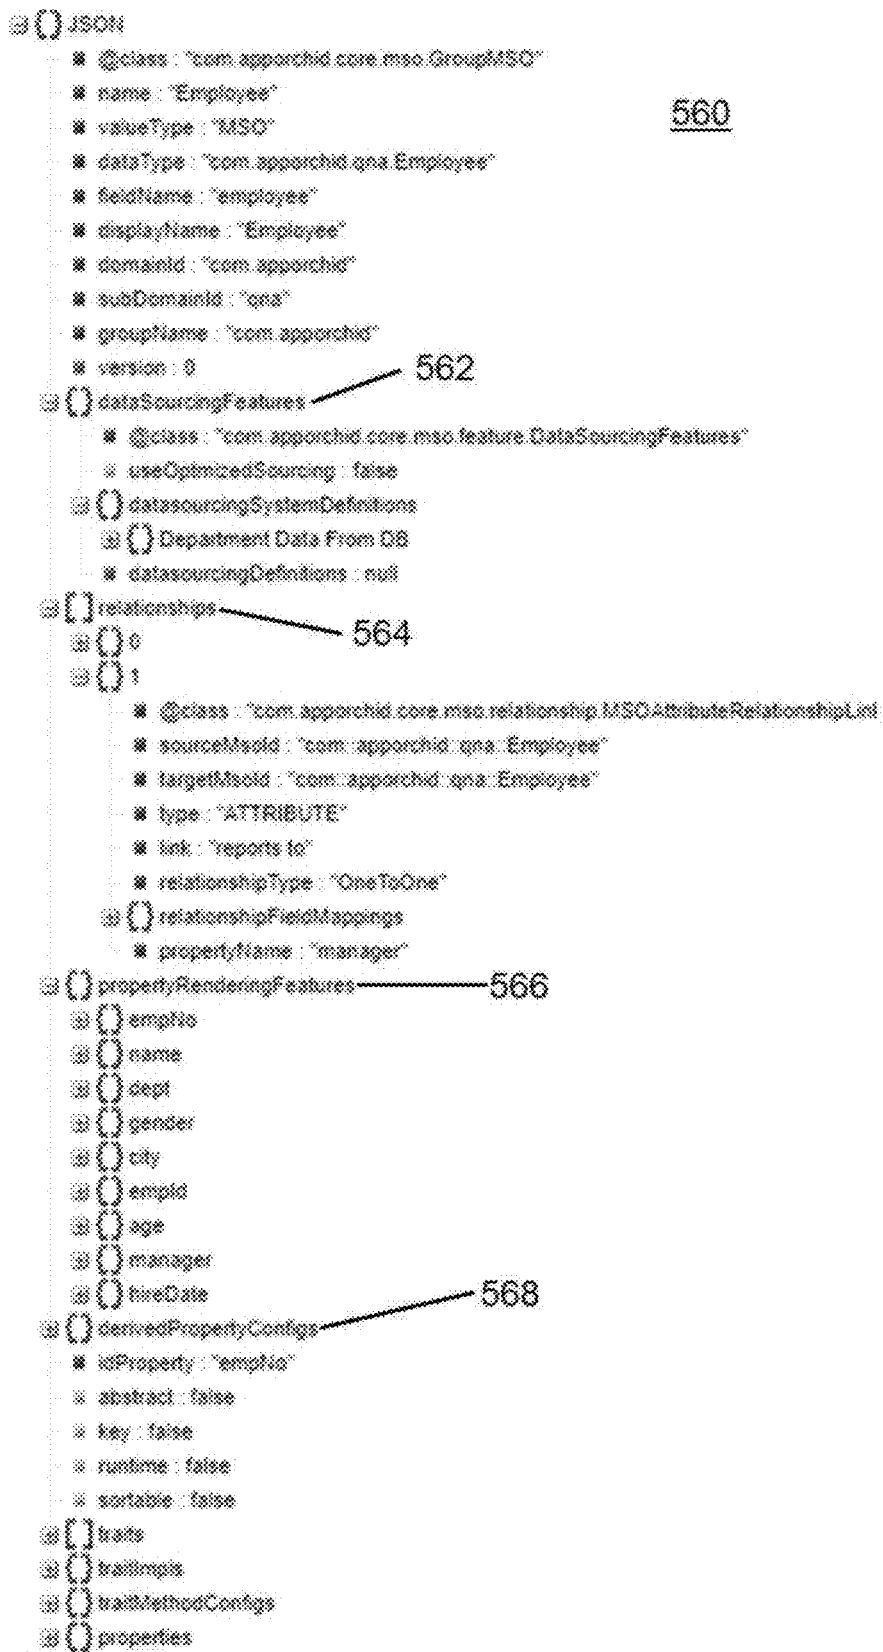 {} JSON
@class : "com.apporchid.core.mso.GroupMSO"
name : "Employee"
560
valueType : "MSO"
dataType : "com.apporchid.qna.Employee"
fieldName : "employee"
displayName : "Employee"
domainId : "com.apporchid"
subDomainId : "qna"
groupName : "com.apporchid"
version : 0
562
{} dataSourcingFeatures
@class : "com.apporchid.core.mso.feature.DataSourcingFeatures"
useOptmizedSourcing : false
{} datasourcingSystemDefinitions
{} Department Data From DB
datasourcingDefinitions : null
[] relationships
564
{} 0
{} 1
@class : "com.apporchid.core.mso.relationship.MSOAttributeRelationshipLinl
sourceMsoId : "com::apporchid::qna::Employee"
targetMsoId : "com::apporchid::qna::Employee"
type : "ATTRIBUTE"
link : "reports to"
relationshipType : "OneToOne"
{} relationshipFieldMappings
propertyName : "manager"
{} propertyRenderingFeatures
566
{} empNo
{} name
{} dept
{} gender
{} city
{} empId
{} age
{} manager
{} hireDate
568
{} derivedPropertyConfigs
idProperty : "empNo"
abstract : false
key : false
runtime : false
sortable : false
[] traits
{} traitImpls
{} traitMethodConfigs
{} properties